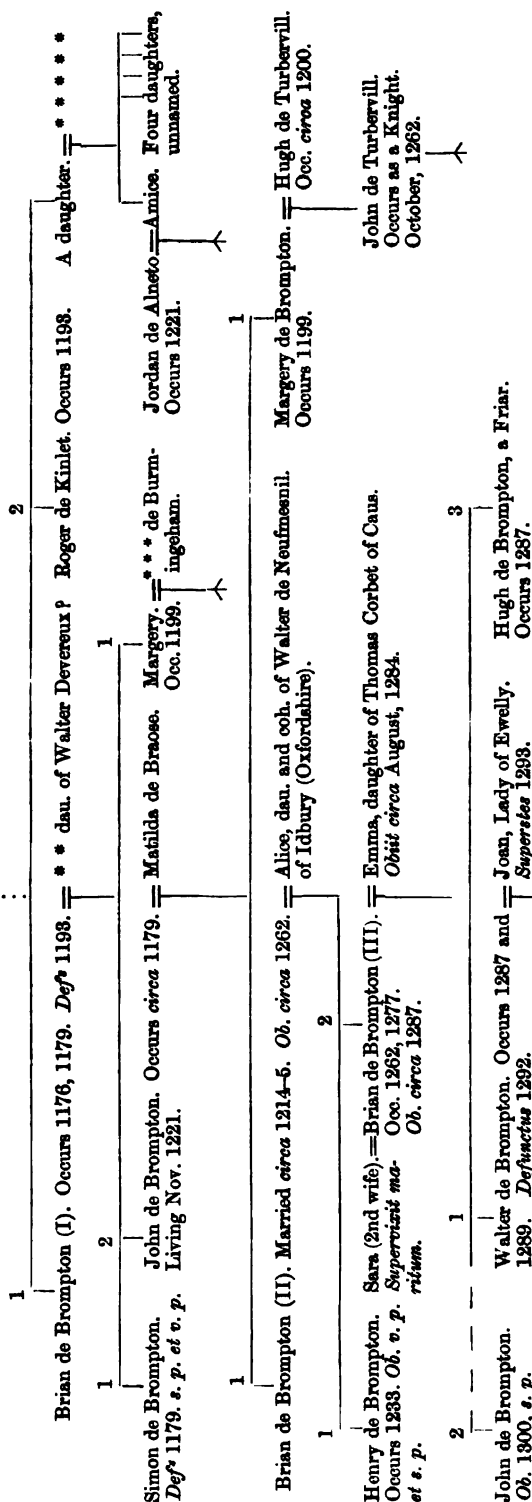 1
2
Brian de Brompton (I). Occurs 1176, 1179. Def⁸ 1193. = * * dau. of Walter Devereux?
Roger de Kinlet. Occurs 1193.
A daughter. = * * * * * *
1
2
1
Simon de Brompton.
Def⁸ 1179. s. p. et v. p.
John de Brompton. Occurs circa 1179. = Matilda de Braose.
Living Nov. 1221.
Margery. = * * * de Burm-
Occ. 1199.
ingeham.
Jordan de Alneto = Amice.
Occurs 1221.
Four daughters,
unnamed.
1
1
Brian de Brompton (II). Married circa 1214–5. Ob. circa 1262. = Alice, dau. and coh. of Walter de Neufmesnil.
of Idbury (Oxfordshire).
Margery de Brompton. = Hugh de Turbervill.
Occurs 1199.
Occ. circa 1200.
1
2
Henry de Brompton.
Occurs 1233. Ob. v. p.
et s. p.
Sara (2nd wife). = Brian de Brompton (III). = Emma, daughter of Thomas Corbet of Caus.
Supervixit ma-
ritum.
Occ. 1262, 1277.
Ob. circa 1287.
Obiit circa August, 1284.
John de Turbervill.
Occurs as a Knight.
October, 1262.
2
1
3
John de Brompton.
Ob. 1300, s. p.
Walter de Brompton. Occurs 1287 and = Joan, Lady of Ewelly.
1289. Defunctus 1292.
Superstes 1293.
Hugh de Brompton, a Friar.
Occurs 1287.